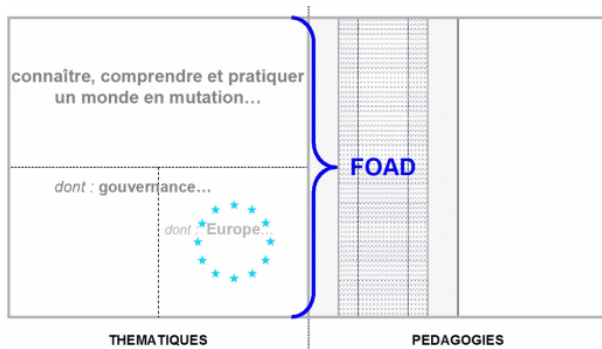 connaître, comprendre et pratiquer
un monde en mutation…
FOAD
dont : gouvernance…
dont : Europe…
THEMATIQUES
PEDAGOGIES